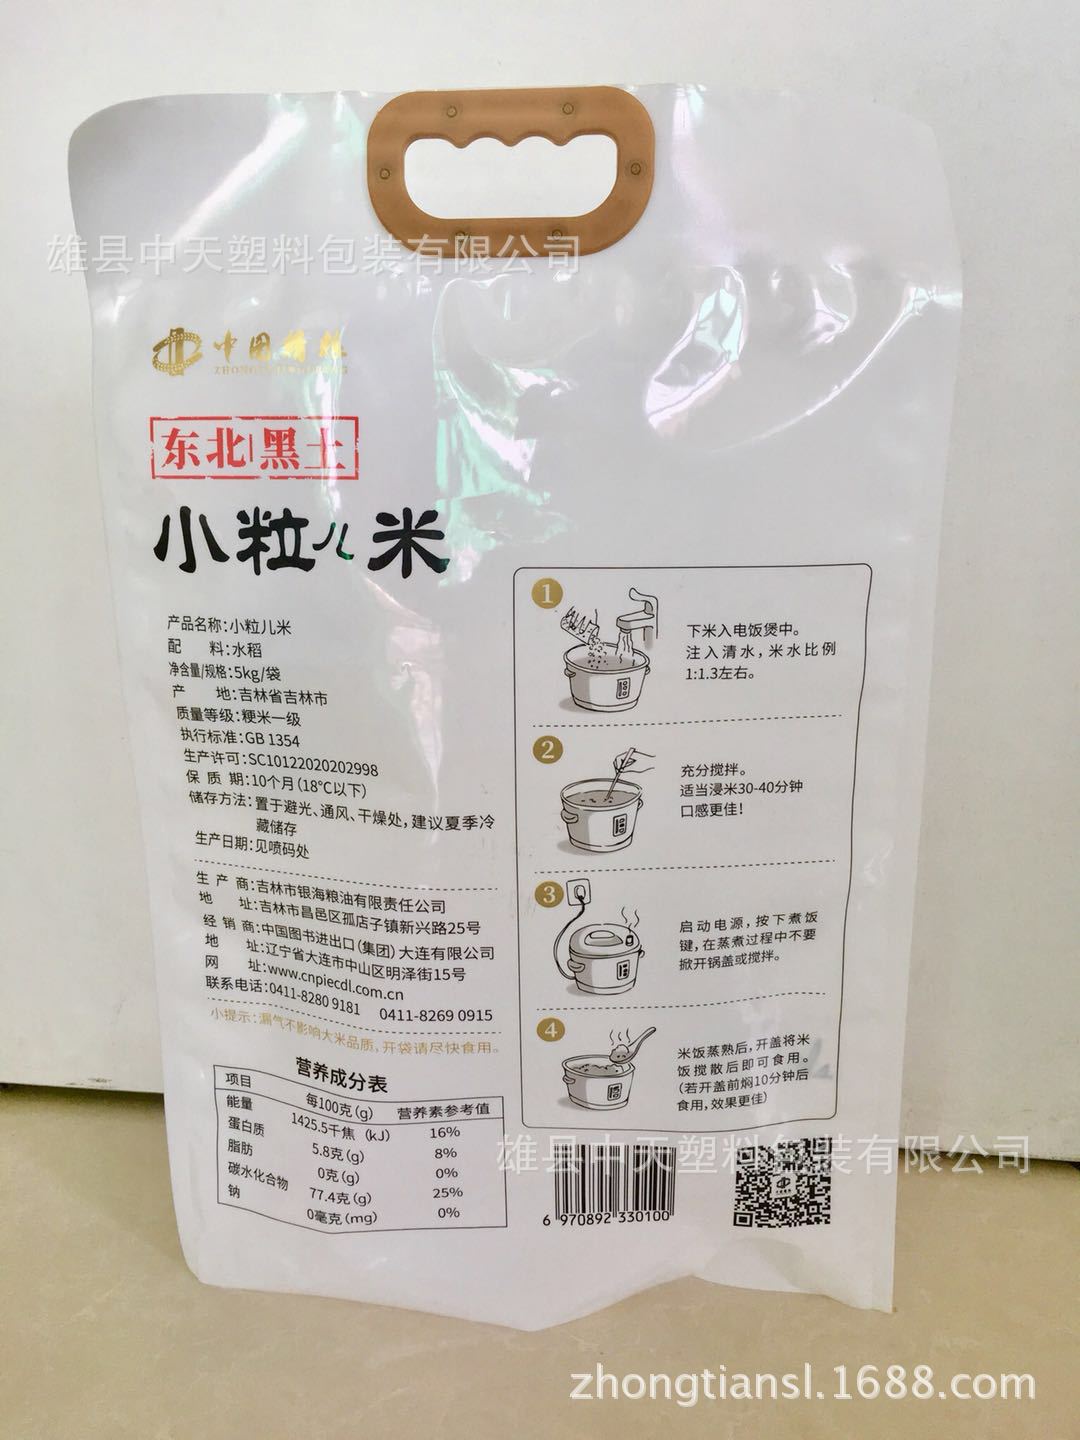 雄县中天塑料包装有限公司
东北黑土
小粒儿米
产品名称:小粒儿米
配 料:水稻
净含量/规格:5kg/袋
产 地:吉林省吉林市
质量等级:粳米一级
执行标准:GB 1354
生产许可:SC10122020202998
保 质 期:10个月(18℃以下)
储存方法:置于避光、通风、干燥处,建议夏季冷
藏储存
生产日期:见喷码处
生 产 商:吉林市银海粮油有限责任公司
地 址:吉林市昌邑区孤店子镇新兴路25号
经 销 商:中国图书进出口(集团)大连有限公司
地 址:辽宁省大连市中山区明泽街15号
网 址:www.cnpiecdl.com.cn
联系电话:0411-8280 9181 0411-8269 0915
小提示:漏气不影响大米品质,开袋请尽快食用。
营养成分表
项目 每100克(g) 营养素参考值
能量 1425.5千焦(kJ) 16%
蛋白质 5.8克(g) 8%
脂肪 0克(g) 0%
碳水化合物 77.4克(g) 25%
钠 0毫克(mg) 0%
1
下米入电饭煲中。
注入清水,米水比例
1:1.3左右。
2
充分搅拌。
适当浸米30-40分钟
口感更佳!
3
启动电源,按下煮饭
键,在蒸煮过程中不要
掀开锅盖或搅拌。
4
米饭蒸熟后,开盖将米
饭搅散后即可食用。
(若开盖前焖10分钟后
食用,效果更佳)
雄县中天塑料包装有限公司
6 970892 330100
zhongtiansl.1688.com